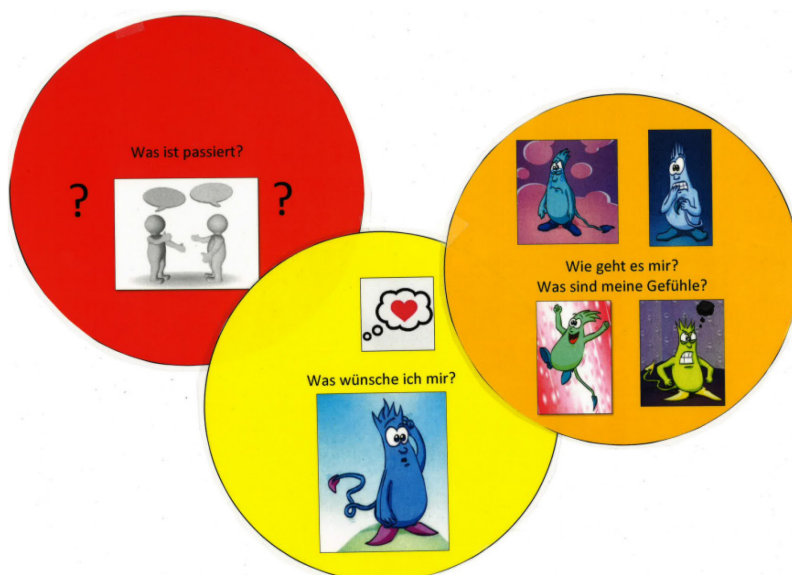 Was ist passiert?
? ?
Wie geht es mir?
Was sind meine Gefühle?
Was wünsche ich mir?